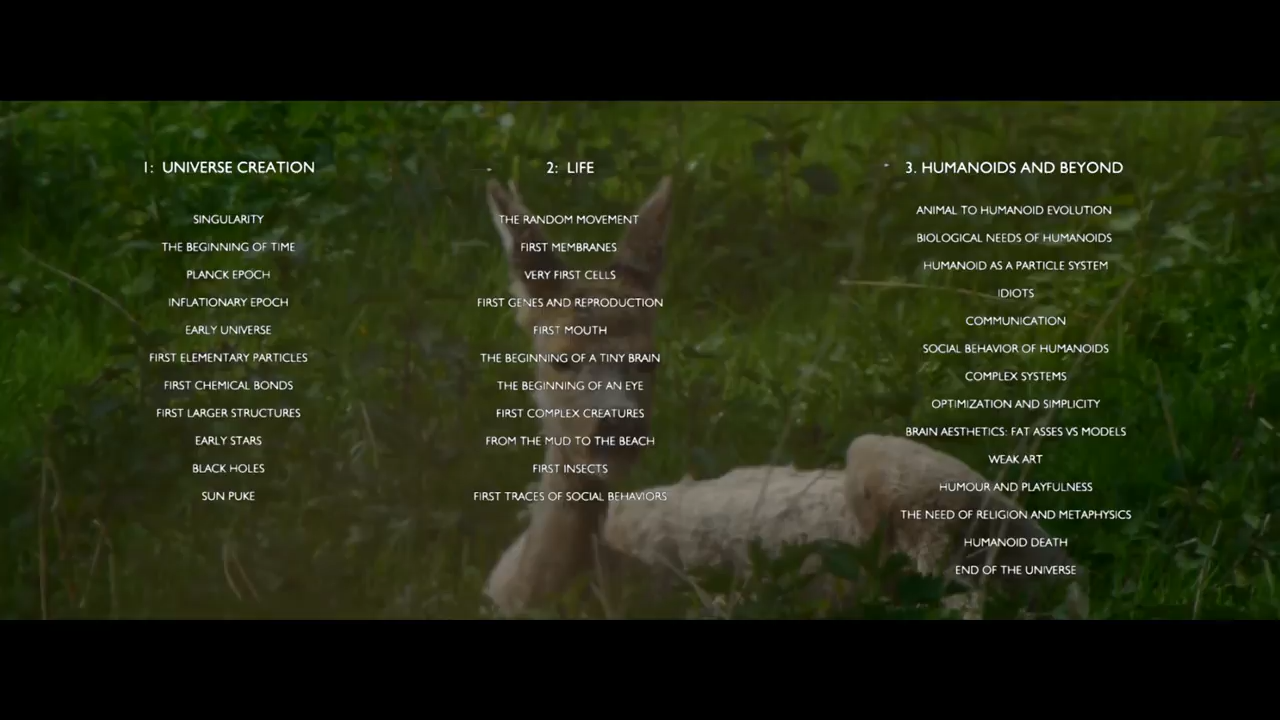 1: UNIVERSE CREATION
SINGULARITY
THE BEGINNING OF TIME
PLANCK EPOCH
INFLATIONARY EPOCH
EARLY UNIVERSE
FIRST ELEMENTARY PARTICLES
FIRST CHEMICAL BONDS
FIRST LARGER STRUCTURES
EARLY STARS
BLACK HOLES
SUN PUKE
2: LIFE
THE RANDOM MOVEMENT
FIRST MEMBRANES
VERY FIRST CELLS
FIRST GENES AND REPRODUCTION
FIRST MOUTH
THE BEGINNING OF A TINY BRAIN
THE BEGINNING OF AN EYE
FIRST COMPLEX CREATURES
FROM THE MUD TO THE BEACH
FIRST INSECTS
FIRST TRACES OF SOCIAL BEHAVIORS
3. HUMANOIDS AND BEYOND
ANIMAL TO HUMANOID EVOLUTION
BIOLOGICAL NEEDS OF HUMANOIDS
HUMANOID AS A PARTICLE SYSTEM
IDIOTS
COMMUNICATION
SOCIAL BEHAVIOR OF HUMANOIDS
COMPLEX SYSTEMS
OPTIMIZATION AND SIMPLICITY
BRAIN AESTHETICS: FAT ASSES VS MODELS
WEAK ART
HUMOUR AND PLAYFULNESS
THE NEED OF RELIGION AND METAPHYSICS
HUMANOID DEATH
END OF THE UNIVERSE